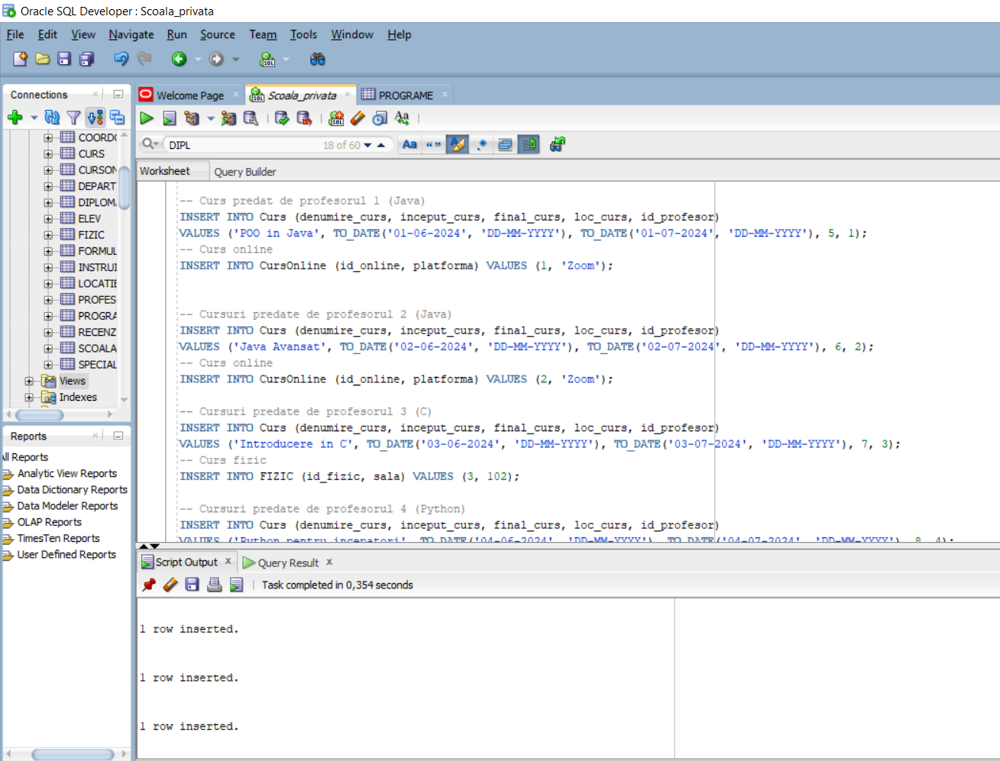 Oracle SQL Developer : Scoala_privata
File Edit View Navigate Run Source Team Tools Window Help
Connections
Welcome Page
Scoala_privata
PROGRAME
DIPL
18 of 60
Aa
Worksheet
Query Builder
COORD
CURS
CURSON
DEPART
DIPLOM
ELEV
FIZIC
FORMUL
INSTRUI
LOCATIE
PROFES
PROGRA
RECENZ
SCOALA
SPECIAL
Views
Indexes
-- Curs predat de profesorul 1 (Java)
INSERT INTO Curs (denumire_curs, inceput_curs, final_curs, loc_curs, id_profesor)
VALUES ('POO in Java', TO_DATE('01-06-2024', 'DD-MM-YYYY'), TO_DATE('01-07-2024', 'DD-MM-YYYY'), 5, 1);
-- Curs online
INSERT INTO CursOnline (id_online, platforma) VALUES (1, 'Zoom');
-- Cursuri predate de profesorul 2 (Java)
INSERT INTO Curs (denumire_curs, inceput_curs, final_curs, loc_curs, id_profesor)
VALUES ('Java Avansat', TO_DATE('02-06-2024', 'DD-MM-YYYY'), TO_DATE('02-07-2024', 'DD-MM-YYYY'), 6, 2);
-- Curs online
INSERT INTO CursOnline (id_online, platforma) VALUES (2, 'Zoom');
-- Cursuri predate de profesorul 3 (C)
INSERT INTO Curs (denumire_curs, inceput_curs, final_curs, loc_curs, id_profesor)
VALUES ('Introducere in C', TO_DATE('03-06-2024', 'DD-MM-YYYY'), TO_DATE('03-07-2024', 'DD-MM-YYYY'), 7, 3);
-- Curs fizic
INSERT INTO FIZIC (id_fizic, sala) VALUES (3, 102);
-- Cursuri predate de profesorul 4 (Python)
INSERT INTO Curs (denumire_curs, inceput_curs, final_curs, loc_curs, id_profesor)
VALUES ('Python pentru incepatori', TO_DATE('04-06-2024', 'DD-MM-YYYY'), TO_DATE('04-07-2024', 'DD-MM-YYYY'), 8, 4);
Reports
All Reports
Analytic View Reports
Data Dictionary Reports
Data Modeler Reports
OLAP Reports
TimesTen Reports
User Defined Reports
Script Output
Query Result
Task completed in 0,354 seconds
1 row inserted.
1 row inserted.
1 row inserted.